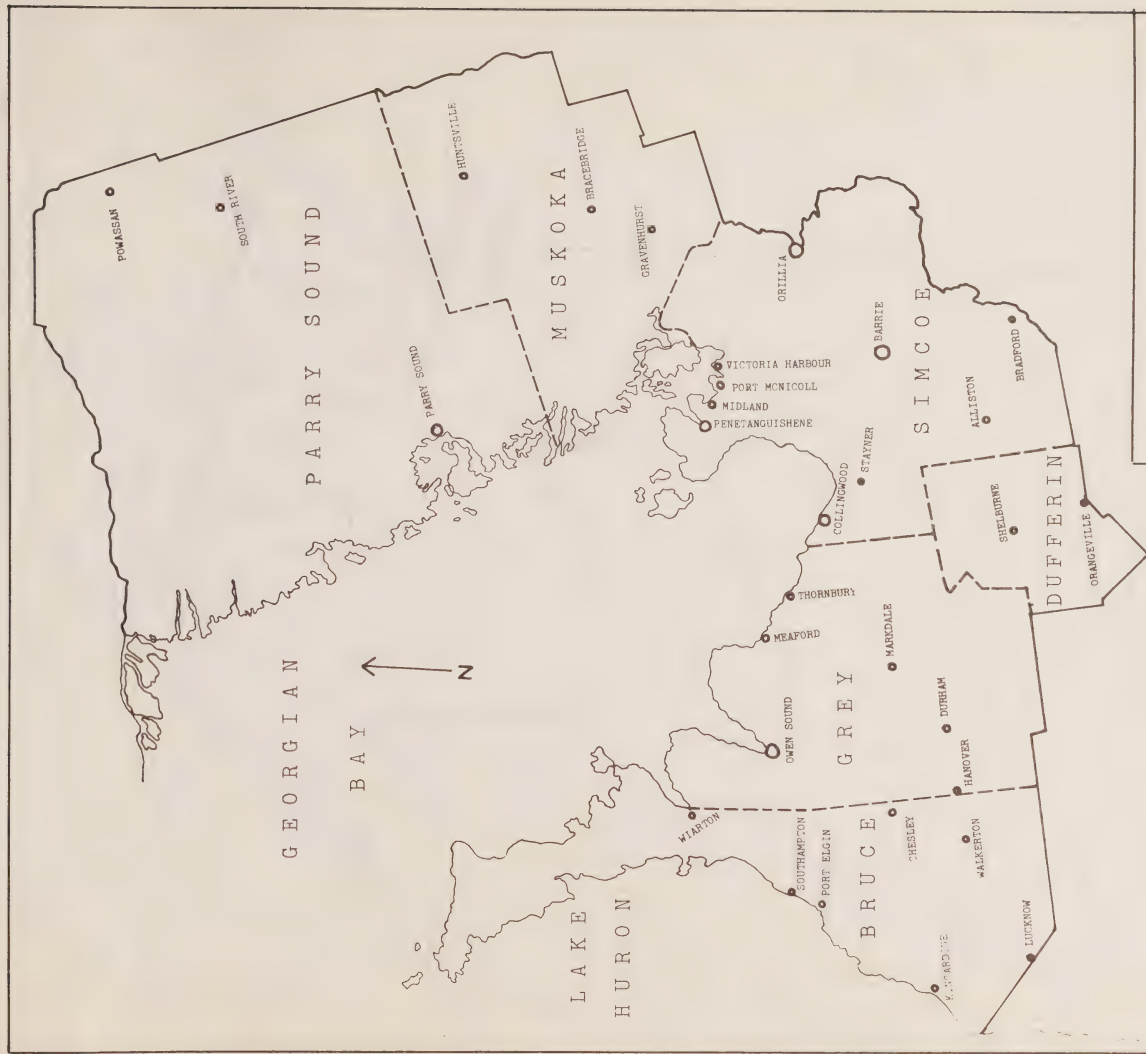 POWASSAN
SOUTH RIVER
PARRY SOUND
PARRY SOUND
HUNTSVILLE
MUSKOKA
BRACEBRIDGE
GRAVENHURST
GEORGIAN
BAY
N
LAKE
HURON
ORILLIA
BARRIE
SIMCOE
BRADFORD
ALLISTON
VICTORIA HARBOUR
PORT MCNICOLL
MIDLAND
PENETANGUISHENE
STAYNER
COLLINGWOOD
DUFFERIN
SHELBURNE
ORANGEVILLE
THORNBURY
MEAFORD
MARKDALE
GREY
OWEN SOUND
DURHAM
HANOVER
WIARTON
BRUCE
CHESLEY
WALKERTON
SOUTHAMPTON
PORT ELGIN
KINCARDINE
LUCKNOW